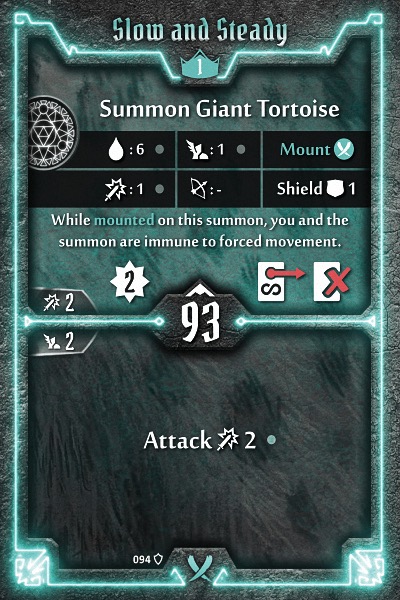 Slow and Steady
1
Summon Giant Tortoise
:6 :1 Mount
:1 :- Shield 1
While mounted on this summon, you and the
summon are immune to forced movement.
2
2
93
2
Attack 2
094